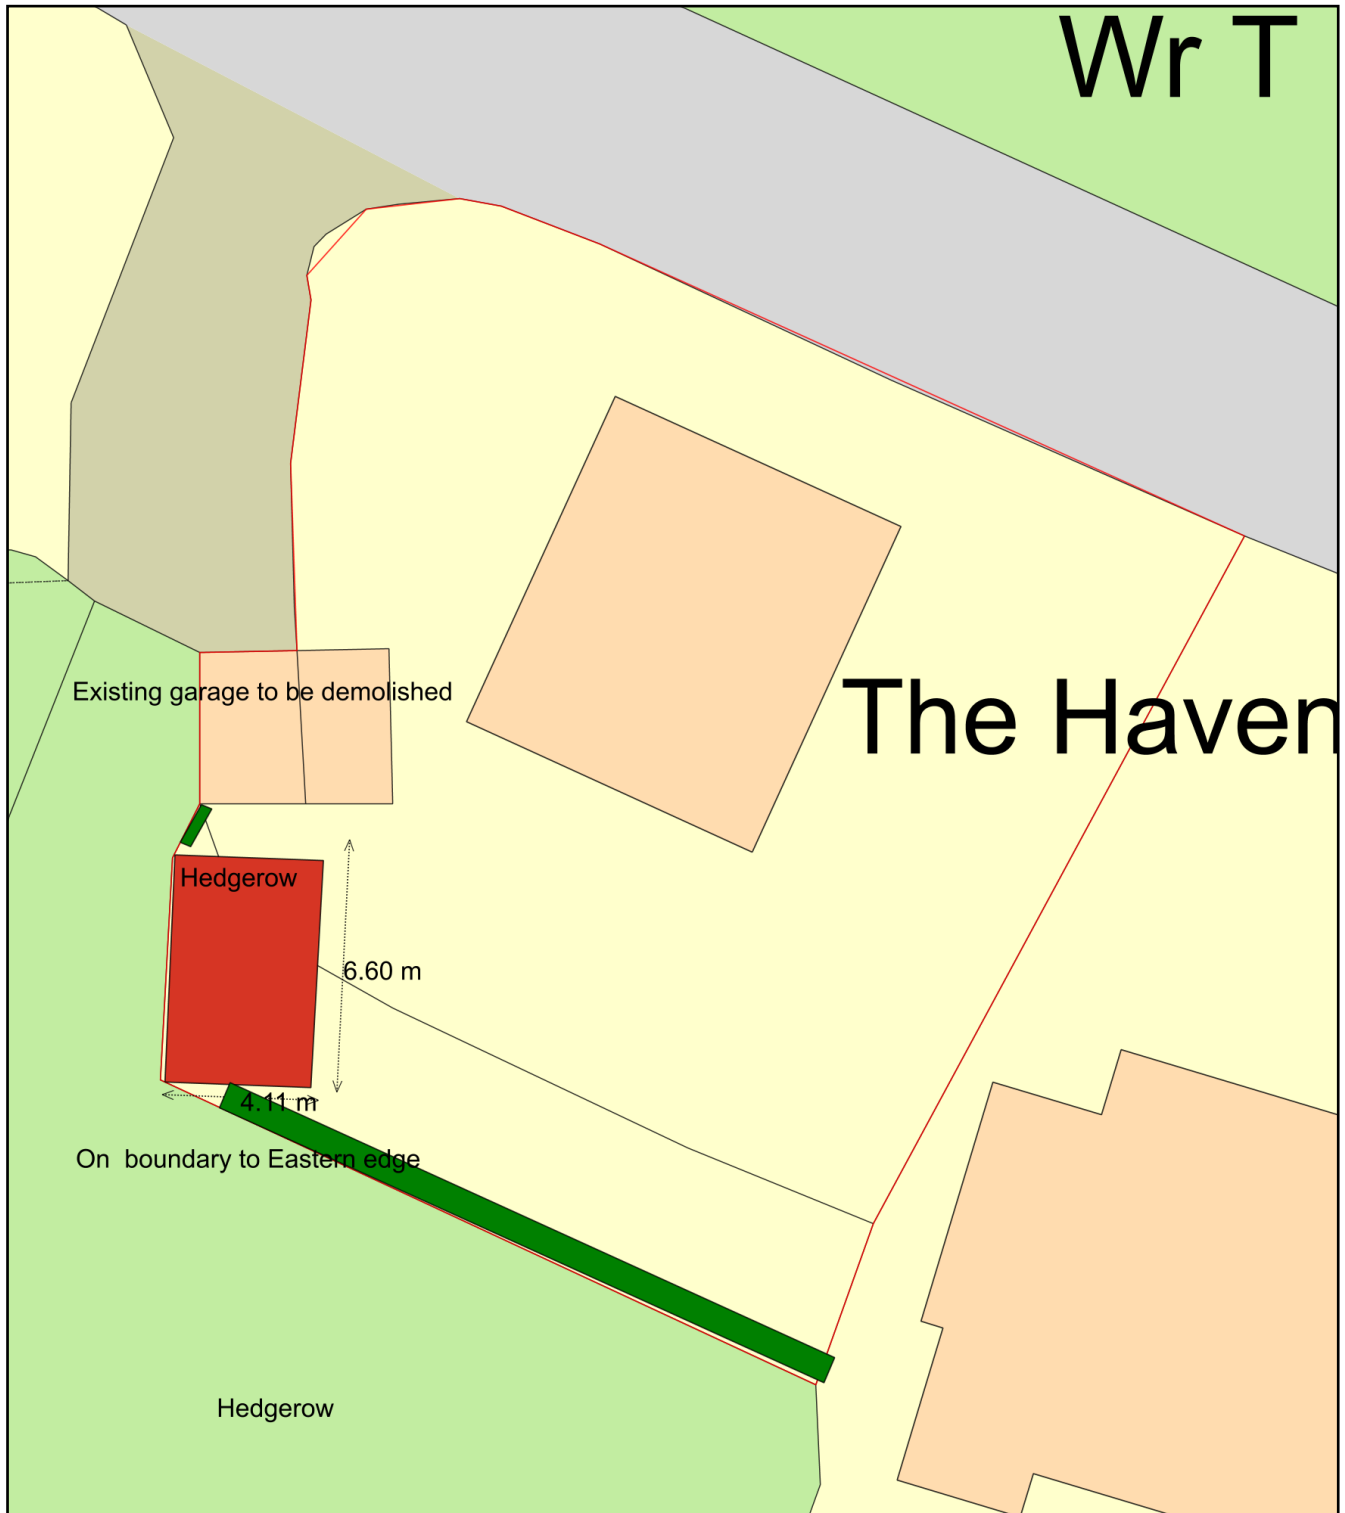 Wr T
Existing garage to be demolished
The Haven
Hedgerow
6.60 m
4.11 m
On  boundary to Eastern edge
Hedgerow